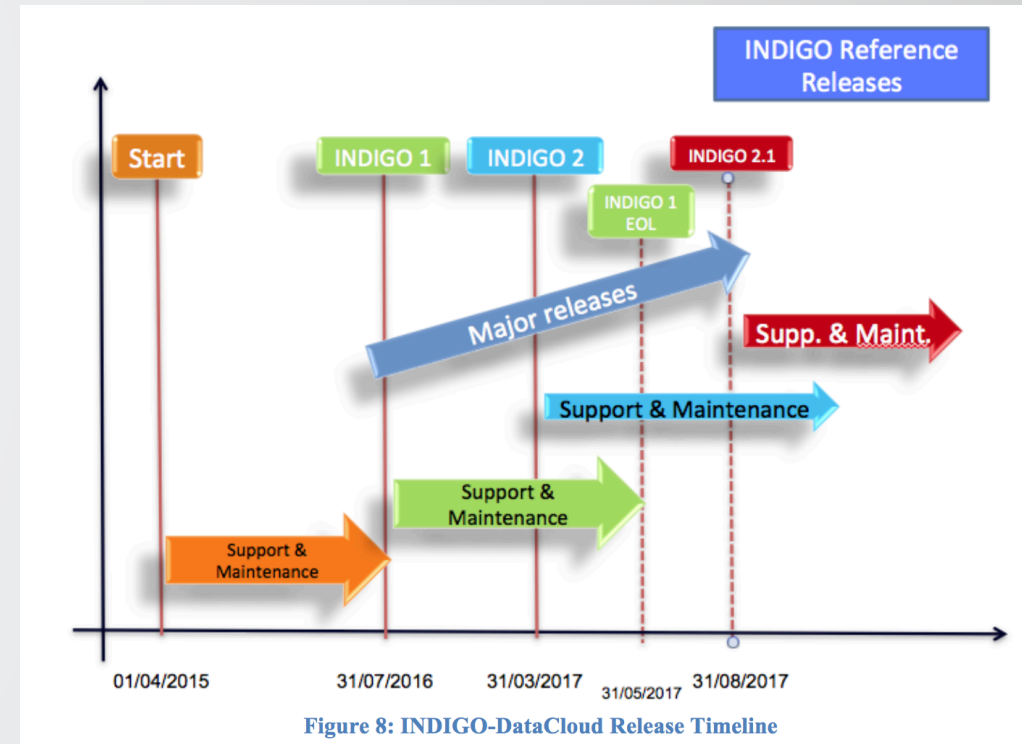 INDIGO Reference
Releases
Start
INDIGO 1
INDIGO 2
INDIGO 2.1
INDIGO 1
EOL
Major releases
Supp. & Maint.
Support & Maintenance
Support &
Maintenance
Support &
Maintenance
01/04/2015
31/07/2016
31/03/2017
31/05/2017
31/08/2017
Figure 8: INDIGO-DataCloud Release Timeline